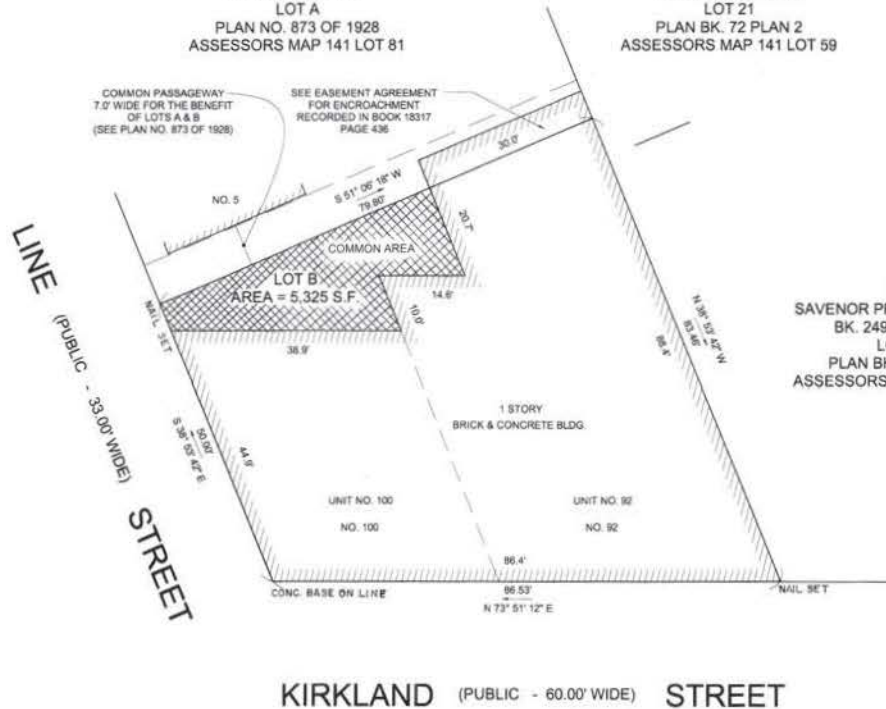 LOT A
PLAN NO. 873 OF 1928
ASSESSORS MAP 141 LOT 81
LOT 21
PLAN BK. 72 PLAN 2
ASSESSORS MAP 141 LOT 59
COMMON PASSAGEWAY
7.0' WIDE FOR THE BENEFIT
OF LOTS A & B
(SEE PLAN NO. 873 OF 1928)
SEE EASEMENT AGREEMENT
FOR ENCROACHMENT
RECORDED IN BOOK 18317
PAGE 436
30.0'
NO. 5
S 51° 06' 18" W
79.80'
20.7'
COMMON AREA
LOT B
AREA = 5,325 S.F.
14.6'
10.0'
38.9'
NAIL SET
LINE (PUBLIC - 33.00' WIDE) STREET
50.00'
S 38° 53' 42" E
44.9'
N 38° 53' 42" W
83.46'
88.4'
SAVENOR PR
BK. 249
LO
PLAN BK
ASSESSORS
1 STORY
BRICK & CONCRETE BLDG.
UNIT NO. 100
NO. 100
UNIT NO. 92
NO. 92
86.4'
CONC. BASE ON LINE
86.53'
N 73° 51' 12" E
NAIL SET
KIRKLAND (PUBLIC - 60.00' WIDE) STREET